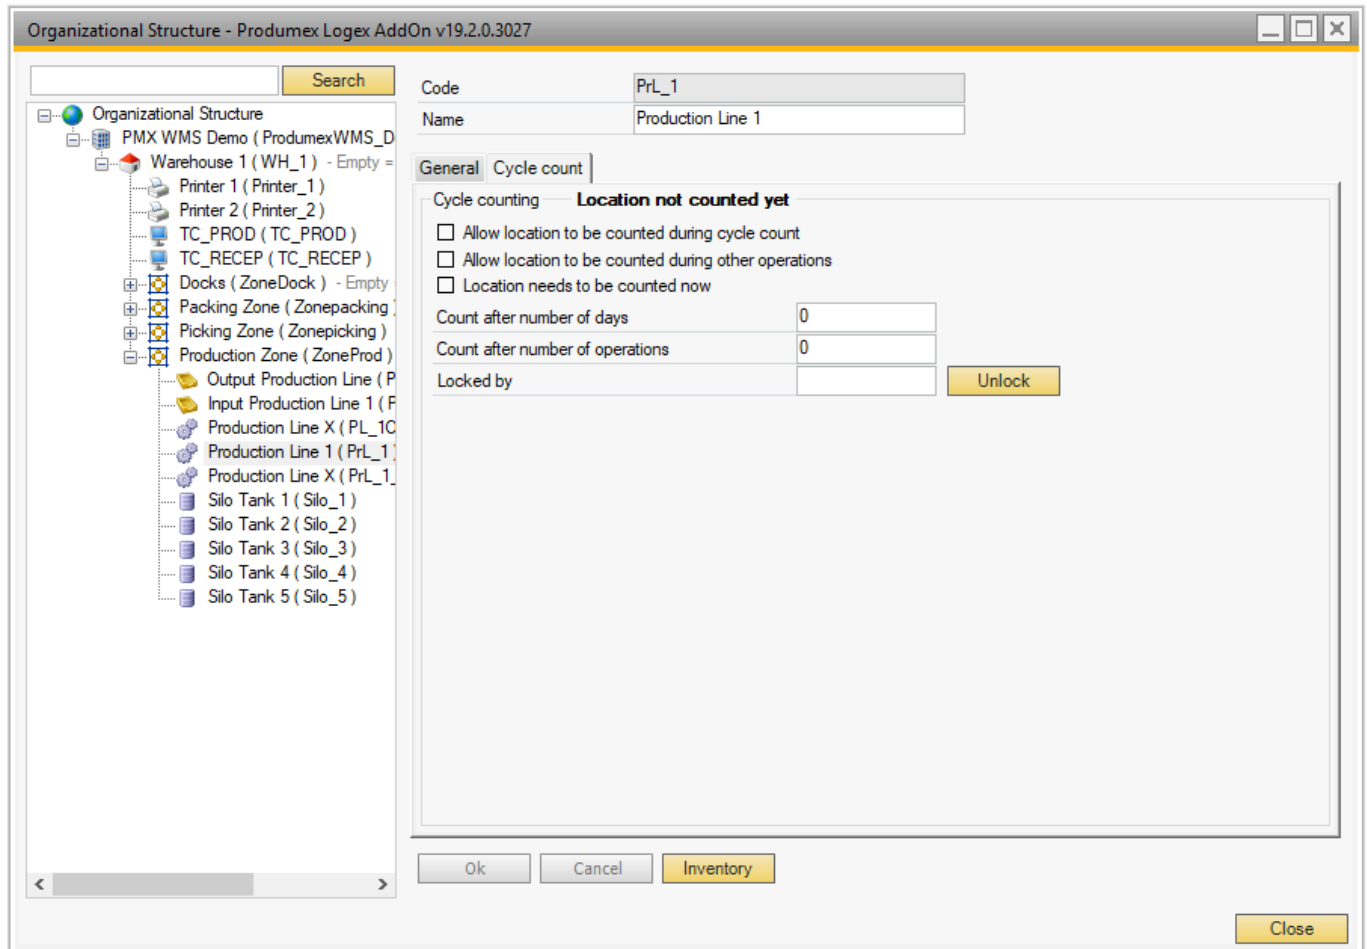 Organizational Structure - Produmex Logex AddOn v19.2.0.3027
Search
Organizational Structure
PMX WMS Demo ( ProdumexWMS_D
Warehouse 1 ( WH_1 ) - Empty =
Printer 1 ( Printer_1 )
Printer 2 ( Printer_2 )
TC_PROD ( TC_PROD )
TC_RECEP ( TC_RECEP )
Docks ( ZoneDock ) - Empty
Packing Zone ( Zonepacking )
Picking Zone ( Zonepicking )
Production Zone ( ZoneProd )
Output Production Line ( P
Input Production Line 1 ( P
Production Line X ( PL_1O
Production Line 1 ( PrL_1 )
Production Line X ( PrL_1_
Silo Tank 1 ( Silo_1 )
Silo Tank 2 ( Silo_2 )
Silo Tank 3 ( Silo_3 )
Silo Tank 4 ( Silo_4 )
Silo Tank 5 ( Silo_5 )
Code PrL_1
Name Production Line 1
General Cycle count
Cycle counting Location not counted yet
Allow location to be counted during cycle count
Allow location to be counted during other operations
Location needs to be counted now
Count after number of days 0
Count after number of operations 0
Locked by Unlock
Ok Cancel Inventory
Close